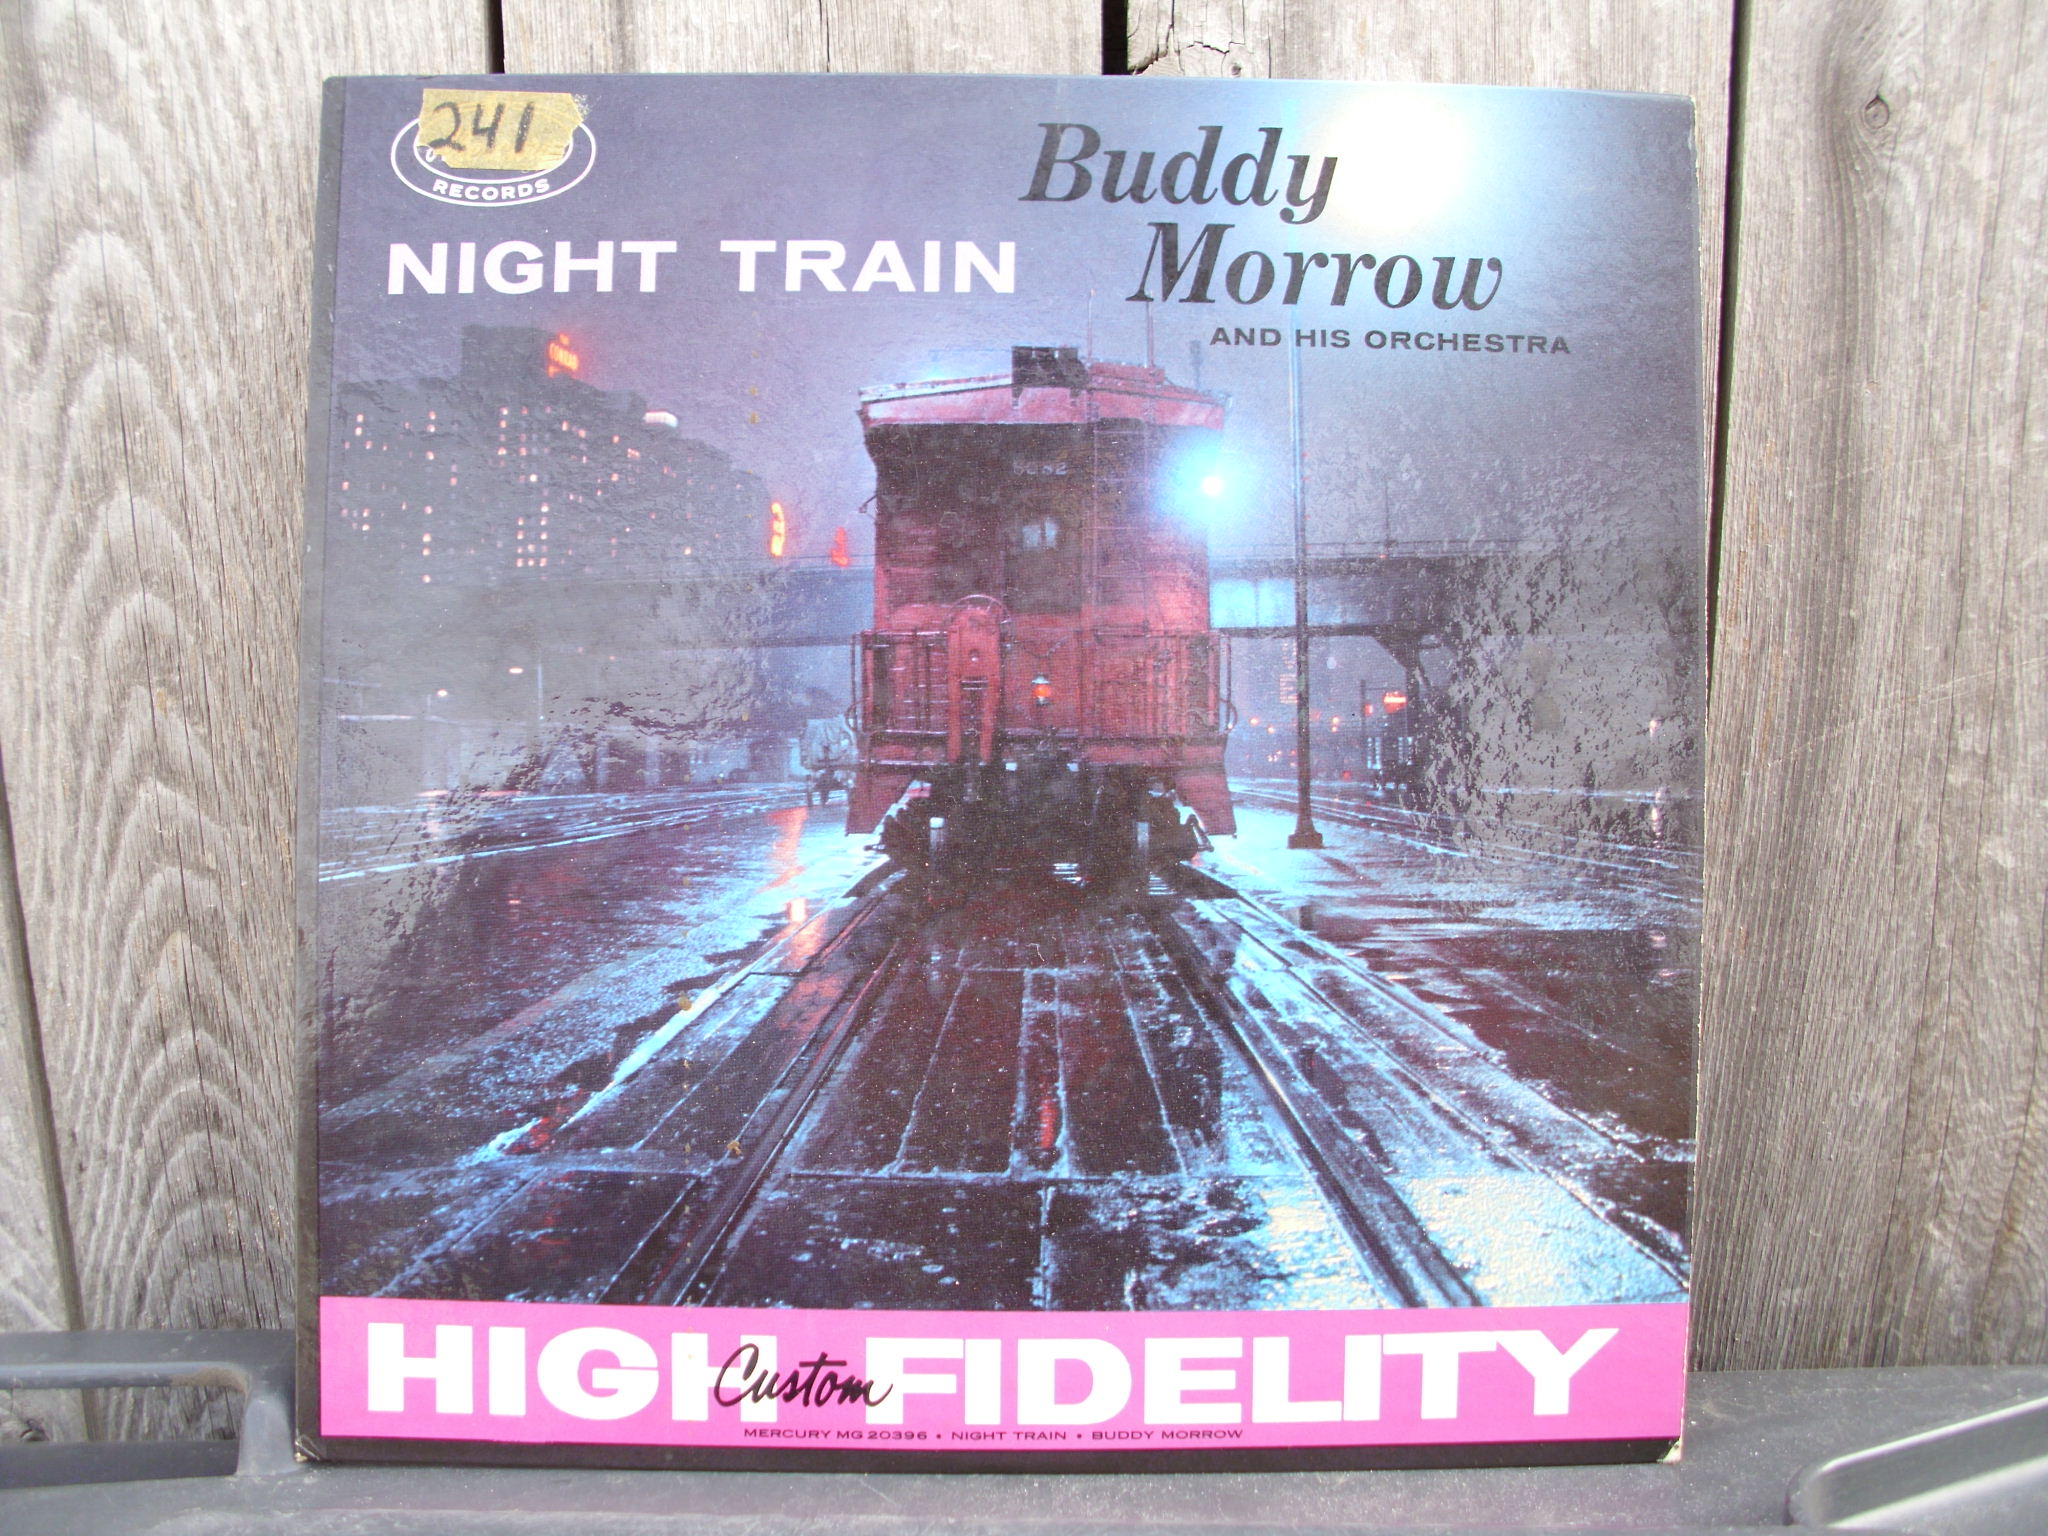 241
RECORDS
NIGHT TRAIN
Buddy
Morrow
AND HIS ORCHESTRA
HIGH Custom FIDELITY
MERCURY MG 20396 • NIGHT TRAIN • BUDDY MORROW